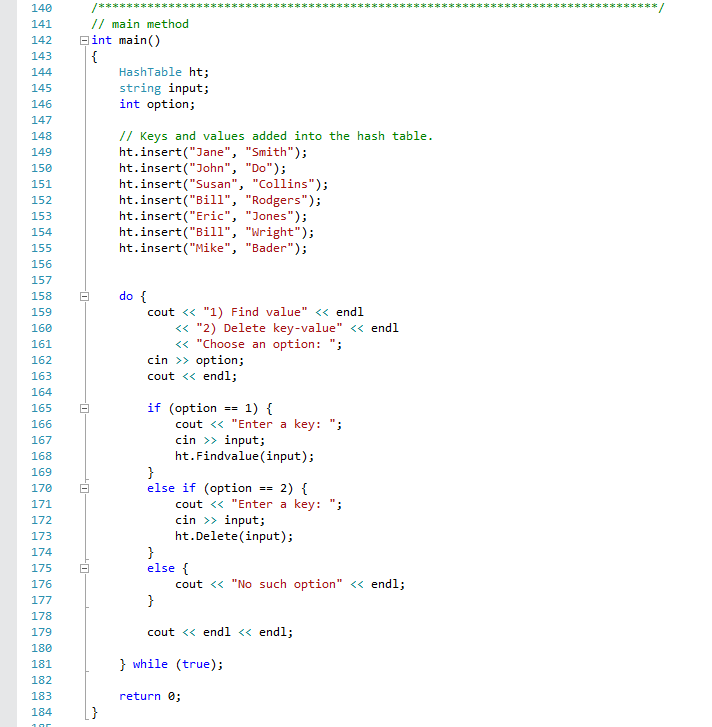 140 /********************************************************************************/
141 // main method
142 int main()
143 {
144 HashTable ht;
145 string input;
146 int option;
147
148 // Keys and values added into the hash table.
149 ht.insert("Jane", "Smith");
150 ht.insert("John", "Do");
151 ht.insert("Susan", "Collins");
152 ht.insert("Bill", "Rodgers");
153 ht.insert("Eric", "Jones");
154 ht.insert("Bill", "Wright");
155 ht.insert("Mike", "Bader");
156
157
158 do {
159 cout << "1) Find value" << endl
160 << "2) Delete key-value" << endl
161 << "Choose an option: ";
162 cin >> option;
163 cout << endl;
164
165 if (option == 1) {
166 cout << "Enter a key: ";
167 cin >> input;
168 ht.Findvalue(input);
169 }
170 else if (option == 2) {
171 cout << "Enter a key: ";
172 cin >> input;
173 ht.Delete(input);
174 }
175 else {
176 cout << "No such option" << endl;
177 }
178
179 cout << endl << endl;
180
181 } while (true);
182
183 return 0;
184 }